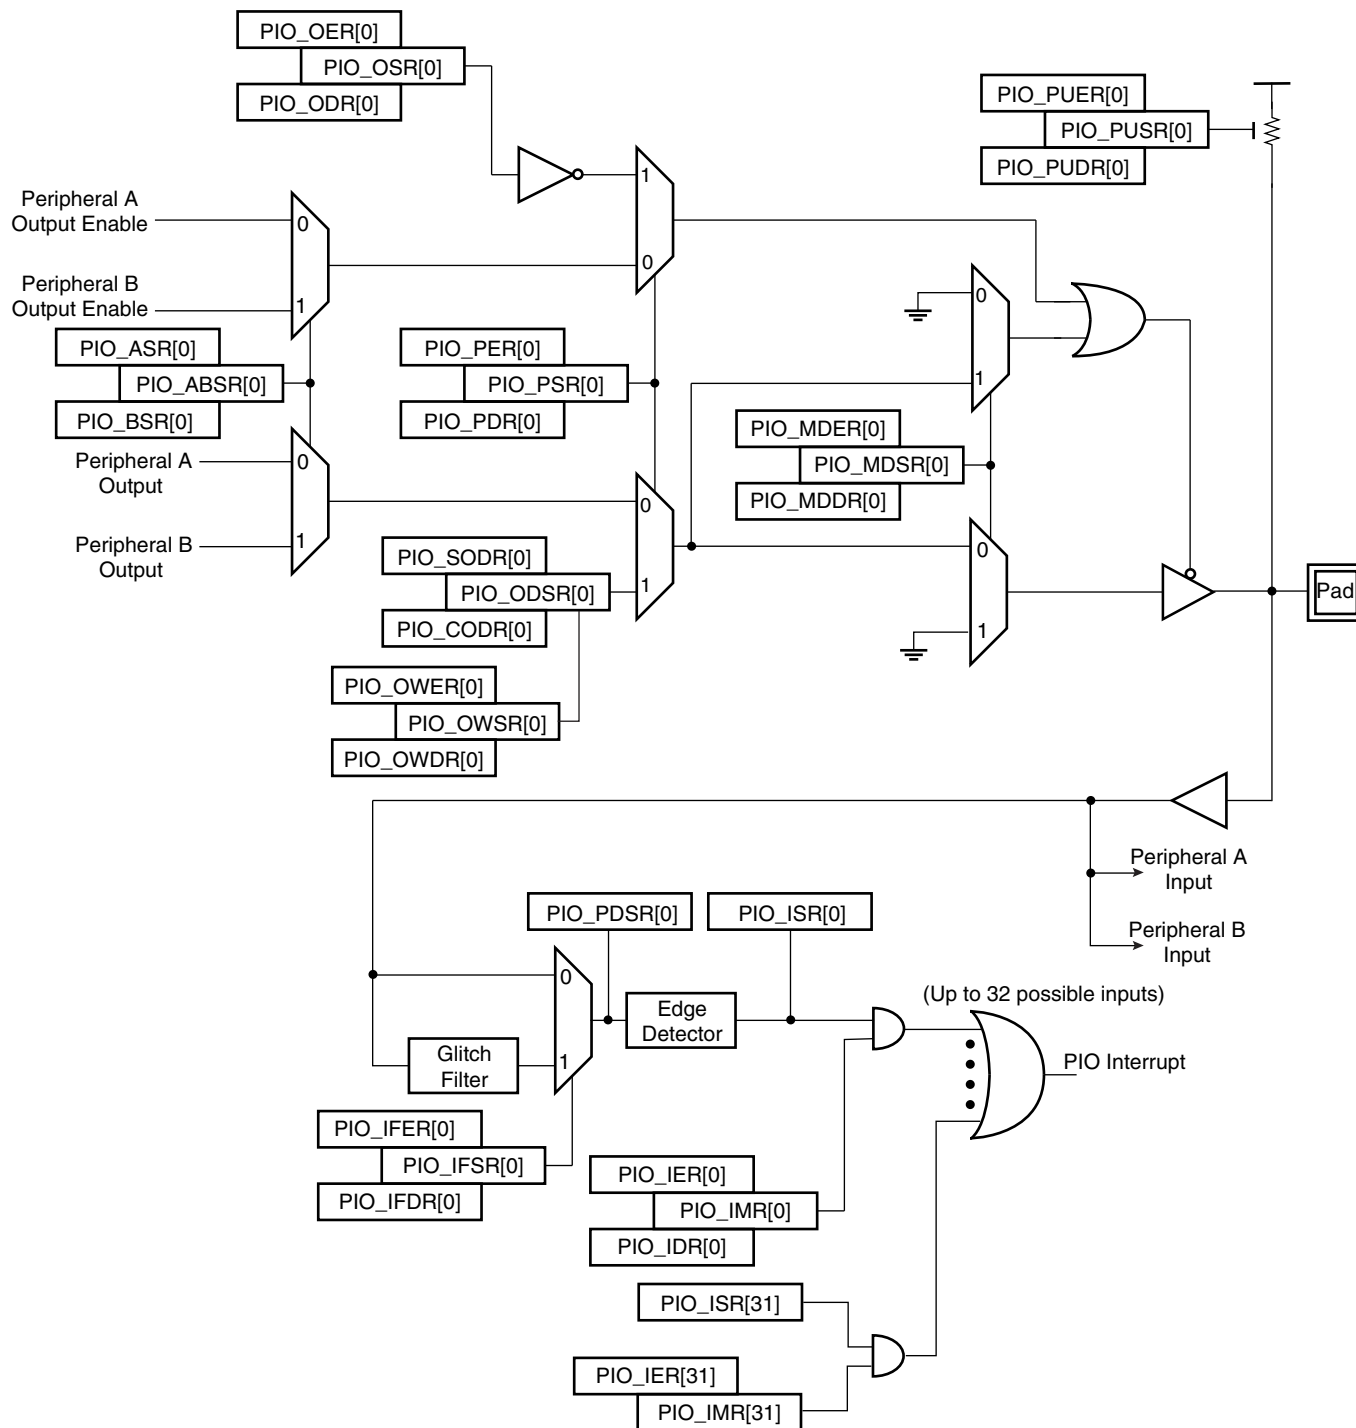 PIO_OER[0]
PIO_OSR[0]
PIO_ODR[0]
PIO_PUER[0]
PIO_PUSR[0]
PIO_PUDR[0]
1
0
Peripheral A
Output Enable
0
Peripheral B
Output Enable
1
0
1
PIO_ASR[0]
PIO_ABSR[0]
PIO_BSR[0]
PIO_PER[0]
PIO_PSR[0]
PIO_PDR[0]
PIO_MDER[0]
PIO_MDSR[0]
PIO_MDDR[0]
Peripheral A
Output
0
Peripheral B
Output
1
0
1
0
1
PIO_SODR[0]
PIO_ODSR[0]
PIO_CODR[0]
Pad
PIO_OWER[0]
PIO_OWSR[0]
PIO_OWDR[0]
Peripheral A
Input
Peripheral B
Input
PIO_PDSR[0]
PIO_ISR[0]
0
1
Edge
Detector
Glitch
Filter
(Up to 32 possible inputs)
PIO Interrupt
PIO_IFER[0]
PIO_IFSR[0]
PIO_IFDR[0]
PIO_IER[0]
PIO_IMR[0]
PIO_IDR[0]
PIO_ISR[31]
PIO_IER[31]
PIO_IMR[31]